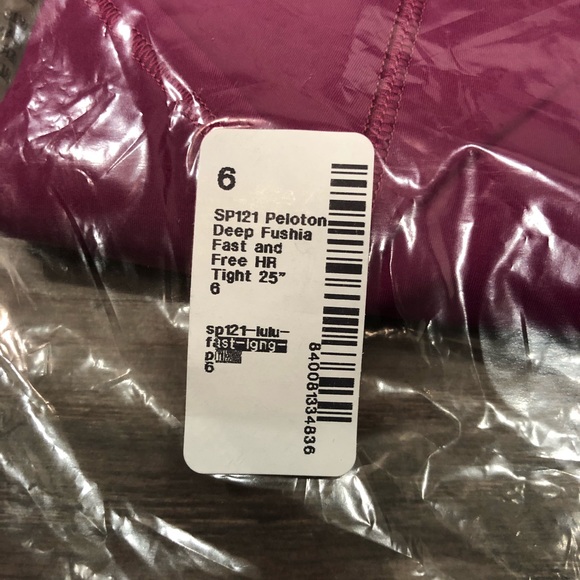 6
SP121 Peloton
Deep Fushia
Fast and
Free HR
Tight 25"
6
sp121-lulu-
fast-lgng-
6
840081334836